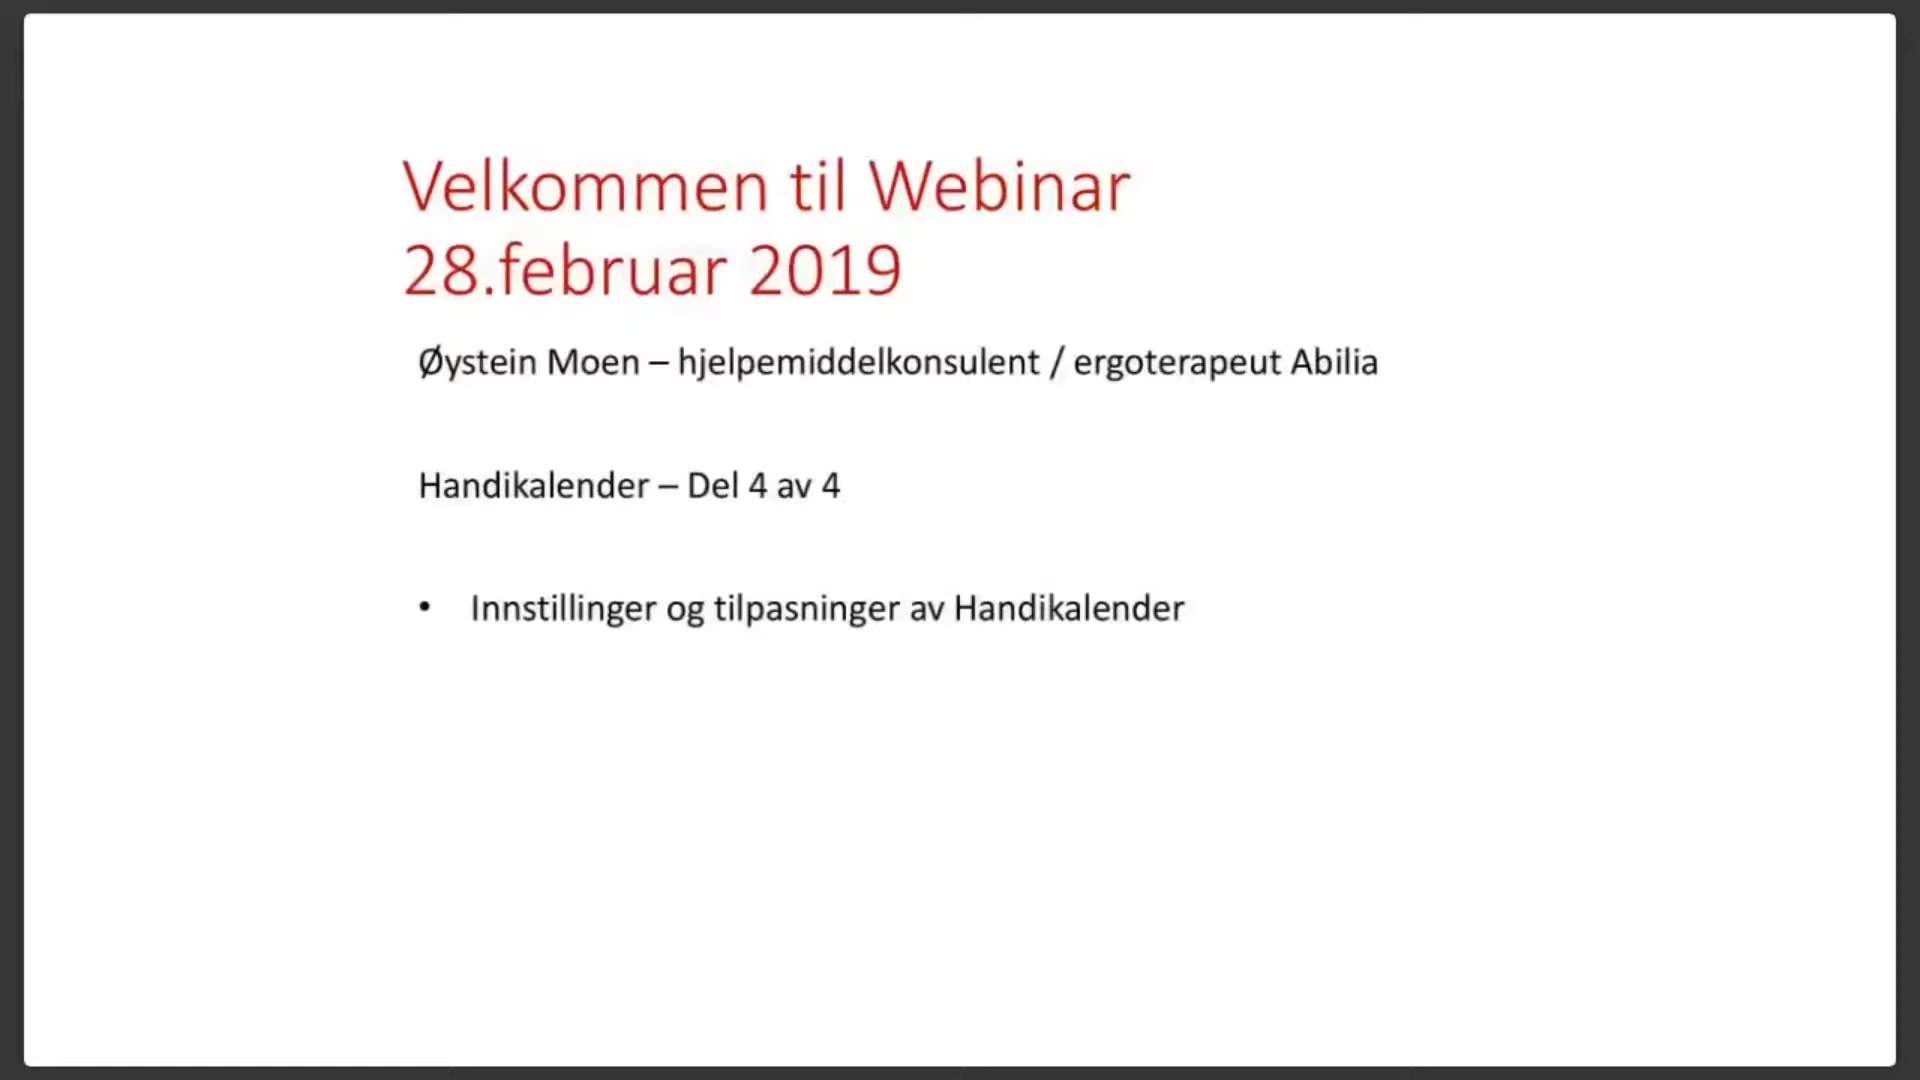 Velkommen til Webinar
28.februar 2019
Øystein Moen – hjelpemiddelkonsulent / ergoterapeut Abilia
Handikalender – Del 4 av 4
• Innstillinger og tilpasninger av Handikalender